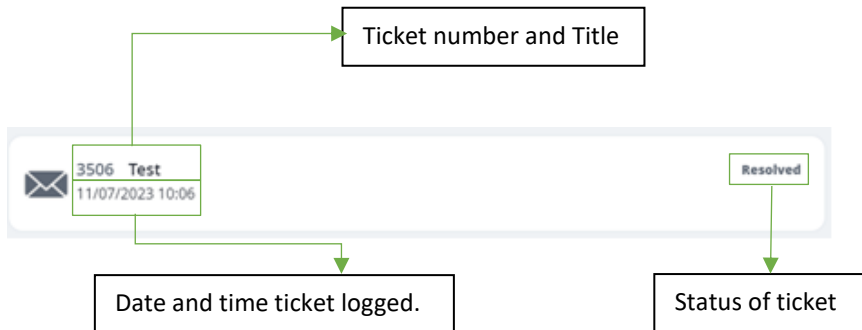 Ticket number and Title
3506 Test
11/07/2023 10:06
Resolved
Date and time ticket logged.
Status of ticket